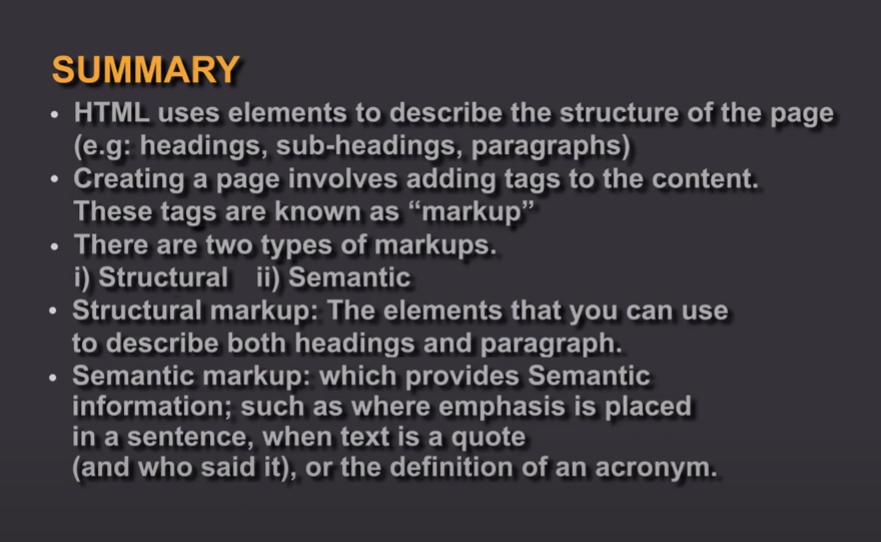 SUMMARY
• HTML uses elements to describe the structure of the page
(e.g: headings, sub-headings, paragraphs)
• Creating a page involves adding tags to the content.
These tags are known as “markup”
• There are two types of markups.
i) Structural ii) Semantic
• Structural markup: The elements that you can use
to describe both headings and paragraph.
• Semantic markup: which provides Semantic
information; such as where emphasis is placed
in a sentence, when text is a quote
(and who said it), or the definition of an acronym.